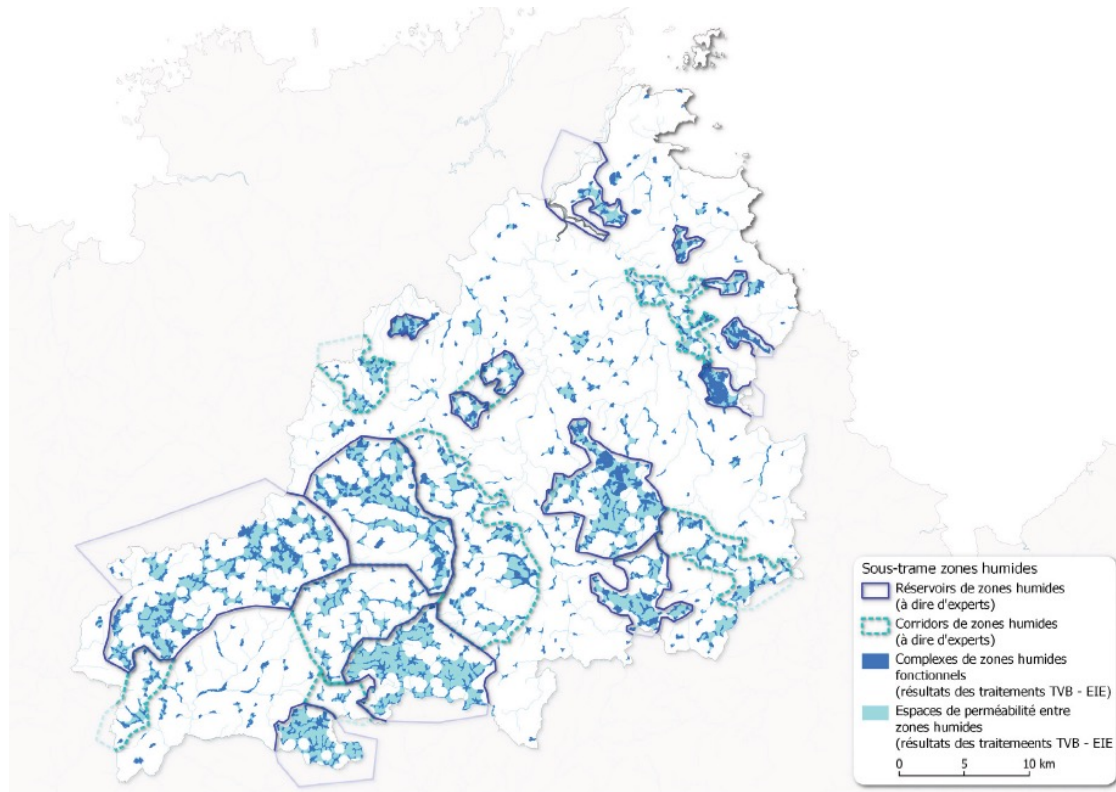 Sous-trame zones humides
Réservoirs de zones humides
(à dire d'experts)
Corridors de zones humides
(à dire d'experts)
Complexes de zones humides
fonctionnels
(résultats des traitements TVB - EIE)
Espaces de perméabilité entre
zones humides
(résultats des traitemeents TVB - EIE
0 5 10 km